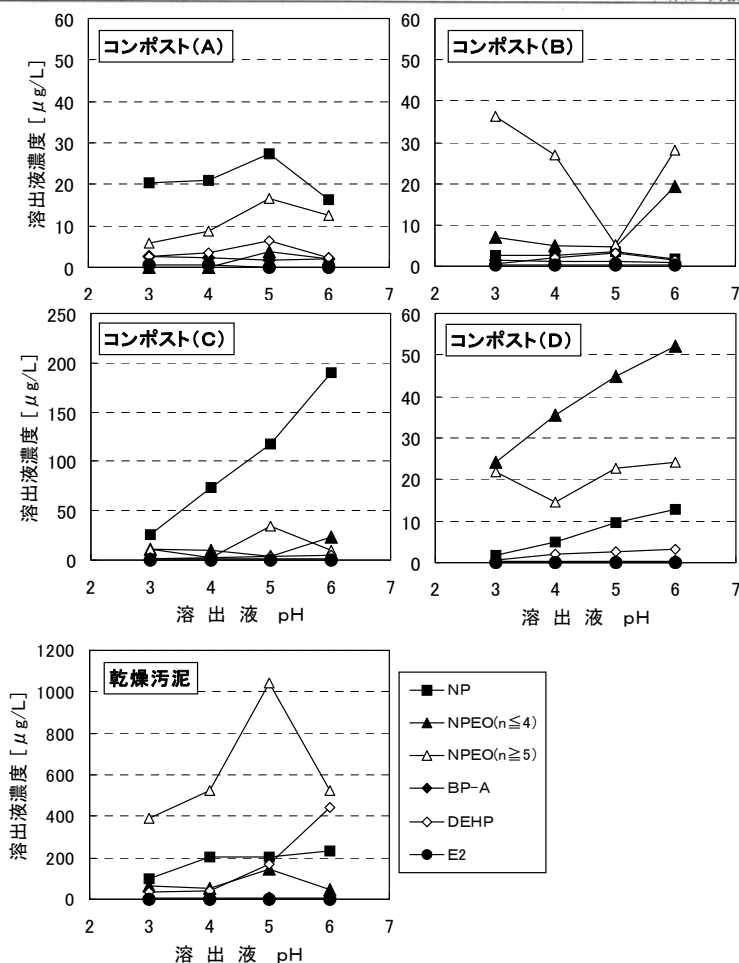 コンポスト(A)
60
50
40
30
20
10
0
2 3 4 5 6 7
溶出液濃度 [μg/L]
コンポスト(B)
60
50
40
30
20
10
0
2 3 4 5 6 7
コンポスト(C)
250
200
150
100
50
0
2 3 4 5 6 7
溶出液濃度 [μg/L]
溶 出 液 pH
コンポスト(D)
60
50
40
30
20
10
0
2 3 4 5 6 7
溶 出 液 pH
乾燥汚泥
1200
1000
800
600
400
200
0
2 3 4 5 6 7
溶出液濃度 [μg/L]
溶 出 液 pH
NP
NPEO(n≦4)
NPEO(n≧5)
BP-A
DEHP
E2